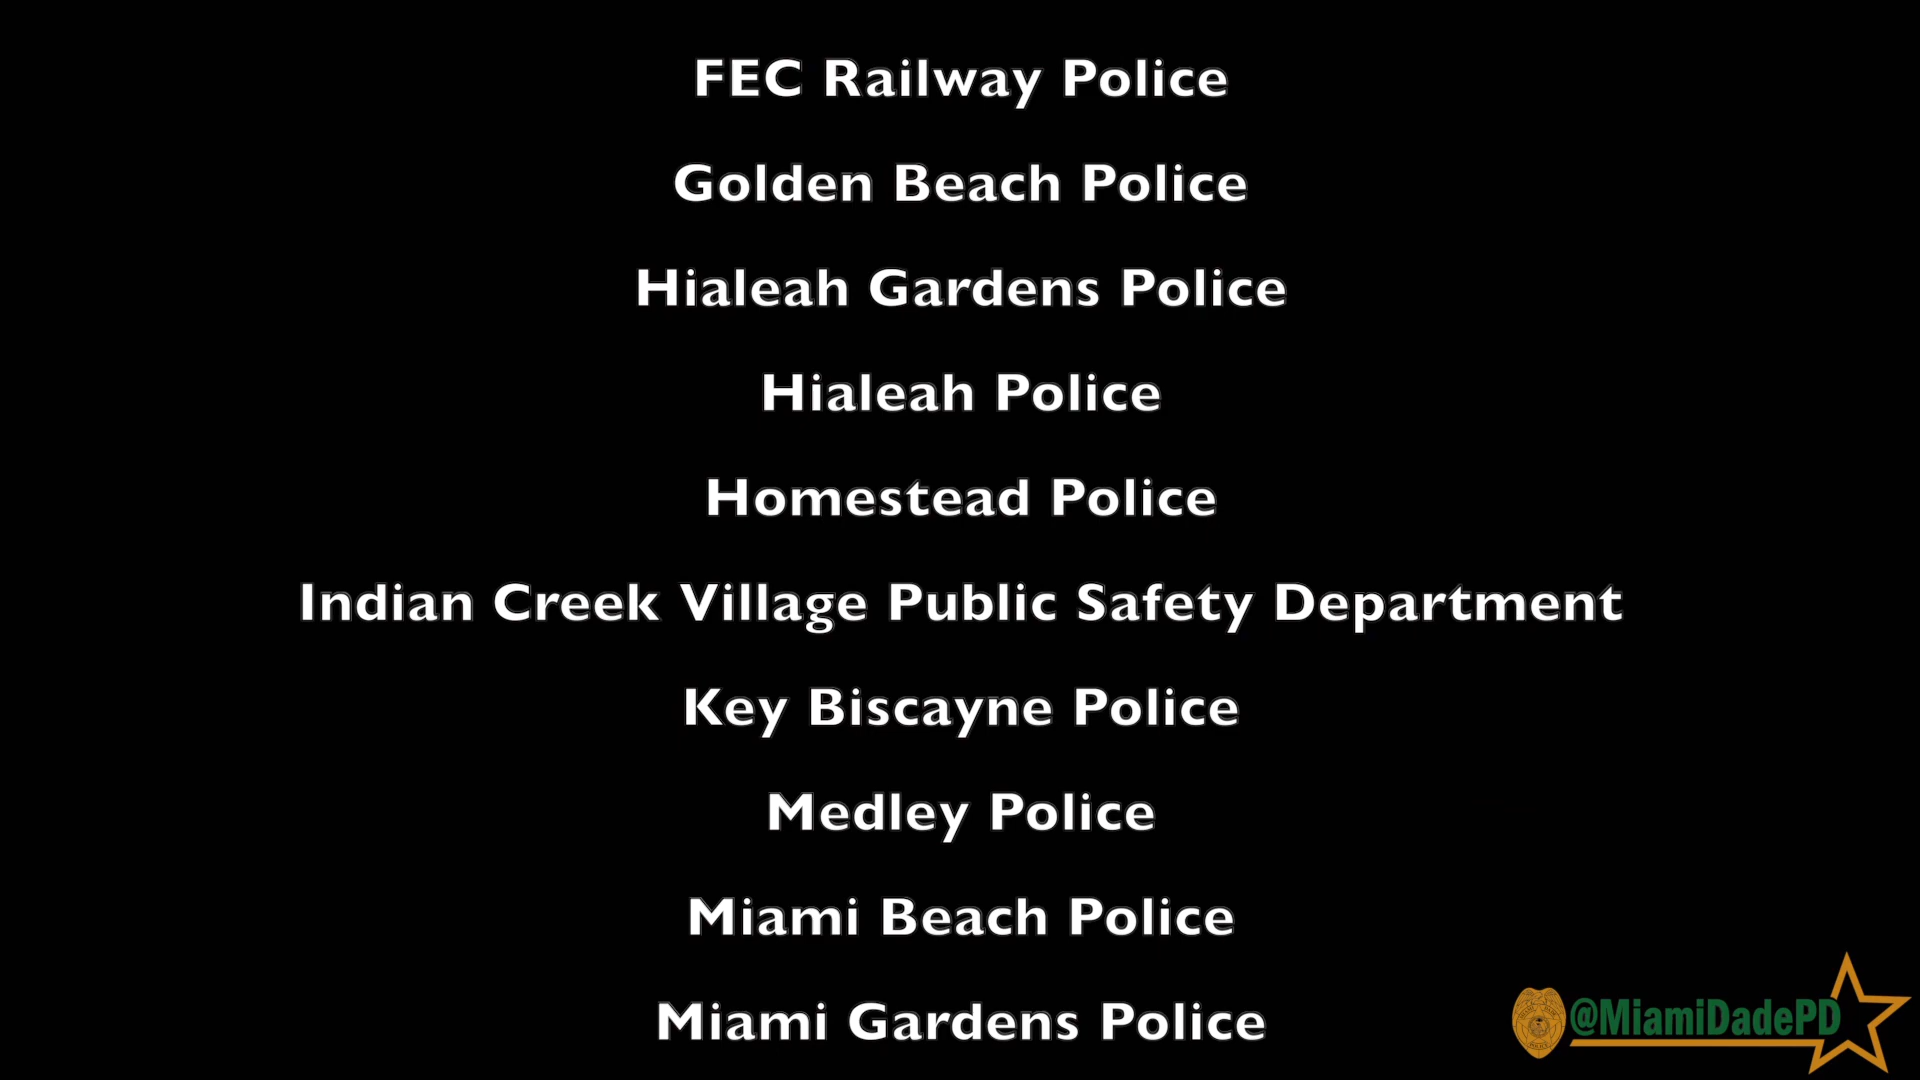 FEC Railway Police
Golden Beach Police
Hialeah Gardens Police
Hialeah Police
Homestead Police
Indian Creek Village Public Safety Department
Key Biscayne Police
Medley Police
Miami Beach Police
Miami Gardens Police
@MiamiDadePD